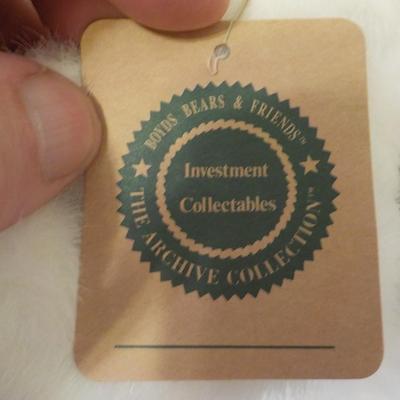 BOYDS BEARS & FRIENDS™
Investment
Collectables
THE ARCHIVE COLLECTION™